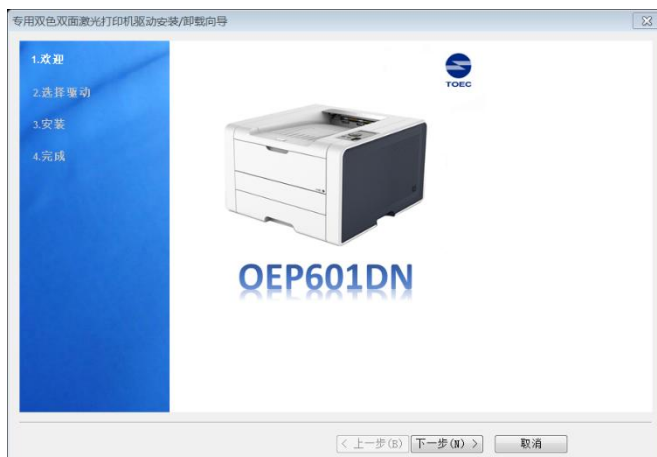 专用双色双面激光打印机驱动安装/卸载向导
1.欢迎
2.选择驱动
3.安装
4.完成
TOEC
OEP601DN
< 上一步(B)
下一步(N) >
取消